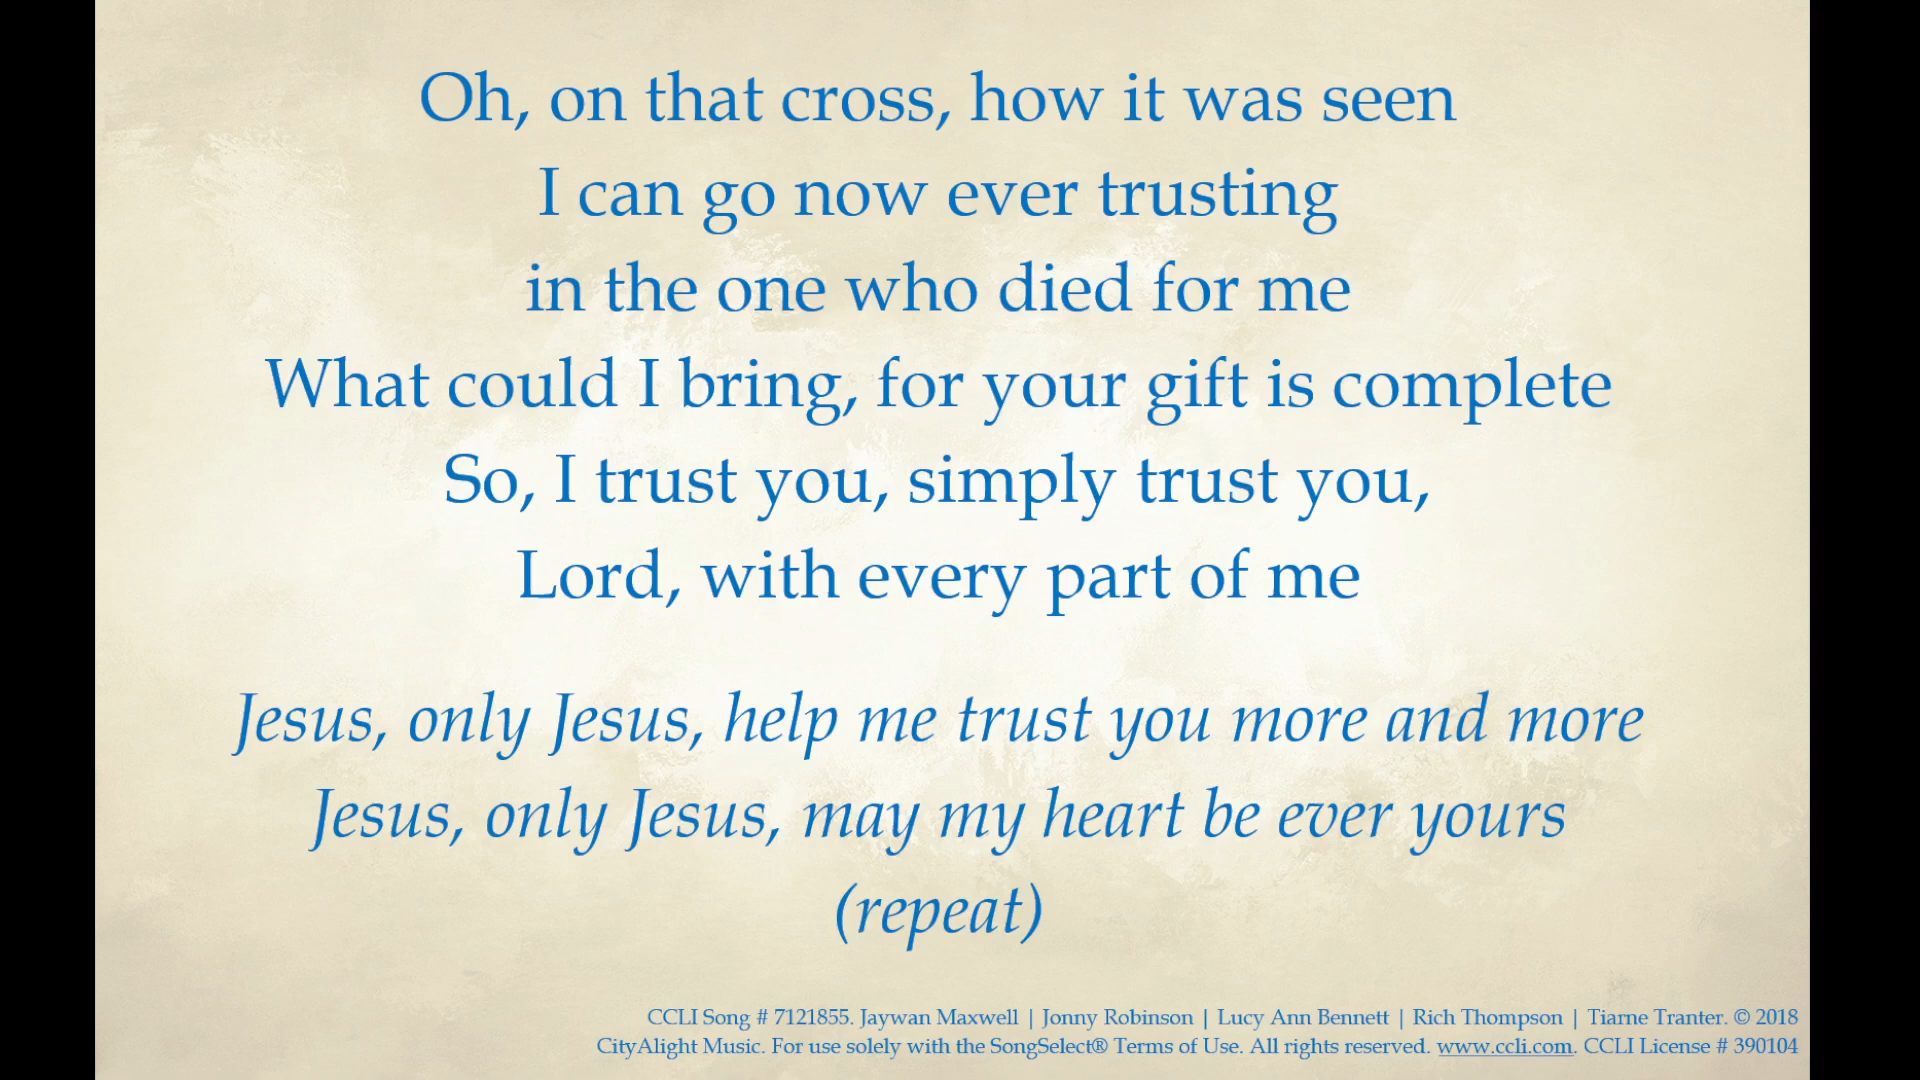 Oh, on that cross, how it was seen
I can go now ever trusting
in the one who died for me
What could I bring, for your gift is complete
So, I trust you, simply trust you,
Lord, with every part of me
Jesus, only Jesus, help me trust you more and more
Jesus, only Jesus, may my heart be ever yours
(repeat)
CCLI Song # 7121855. Jaywan Maxwell | Jonny Robinson | Lucy Ann Bennett | Rich Thompson | Tiarne Tranter. © 2018
CityAlight Music. For use solely with the SongSelect® Terms of Use. All rights reserved. www.ccli.com. CCLI License # 390104